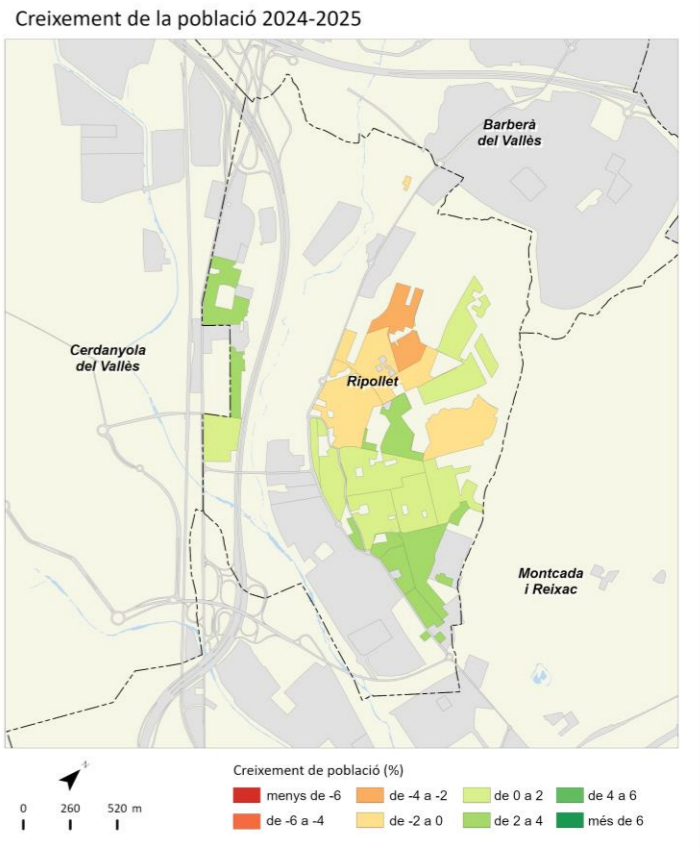 Creixement de la població 2024-2025
Barberà
del Vallès
Cerdanyola
del Vallès
Ripollet
Montcada
i Reixac
N
0 260 520 m
Creixement de població (%)
menys de -6
de -6 a -4
de -4 a -2
de -2 a 0
de 0 a 2
de 2 a 4
de 4 a 6
més de 6